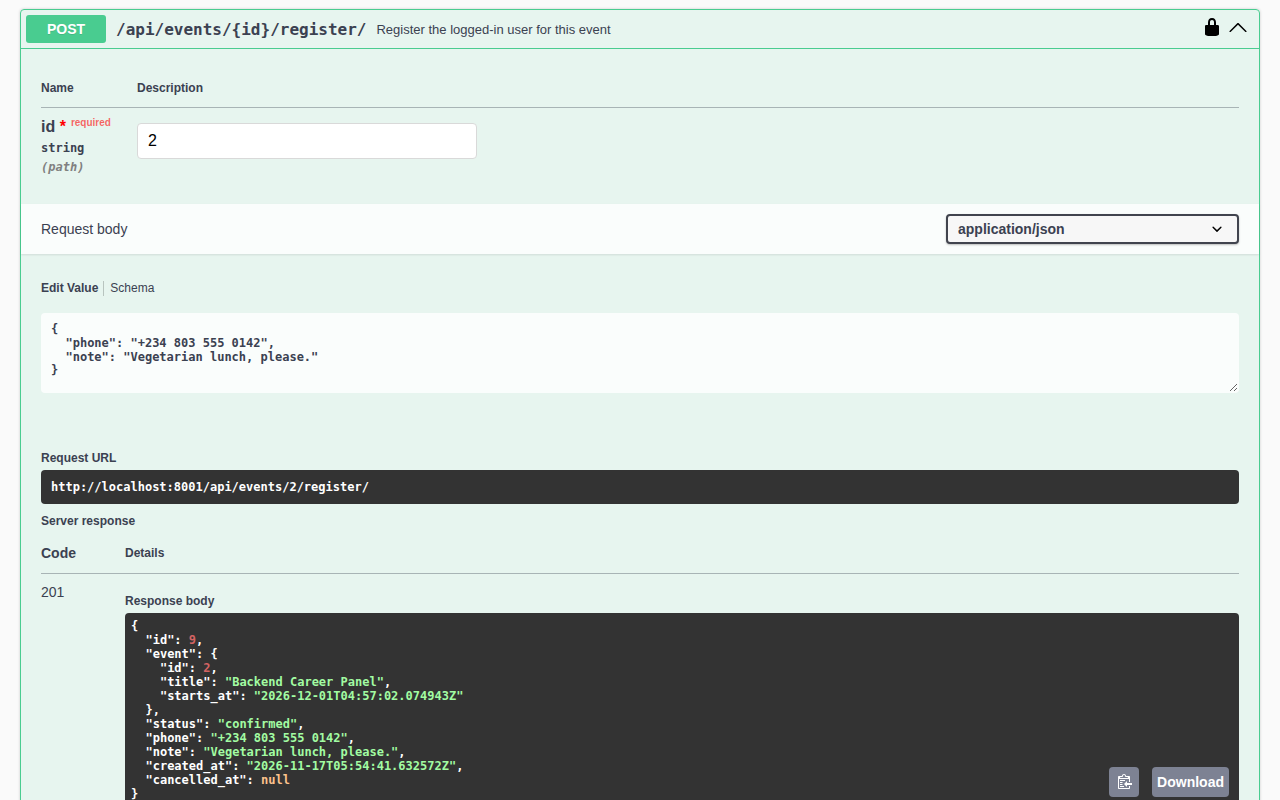 POST /api/events/{id}/register/ Register the logged-in user for this event
Name Description
id * required
string
(path)
2
Request body application/json
Edit Value Schema
{
  "phone": "+234 803 555 0142",
  "note": "Vegetarian lunch, please."
}
Request URL
http://localhost:8001/api/events/2/register/
Server response
Code Details
201
Response body
{
  "id": 9,
  "event": {
    "id": 2,
    "title": "Backend Career Panel",
    "starts_at": "2026-12-01T04:57:02.074943Z"
  },
  "status": "confirmed",
  "phone": "+234 803 555 0142",
  "note": "Vegetarian lunch, please.",
  "created_at": "2026-11-17T05:54:41.632572Z",
  "cancelled_at": null
}
Download